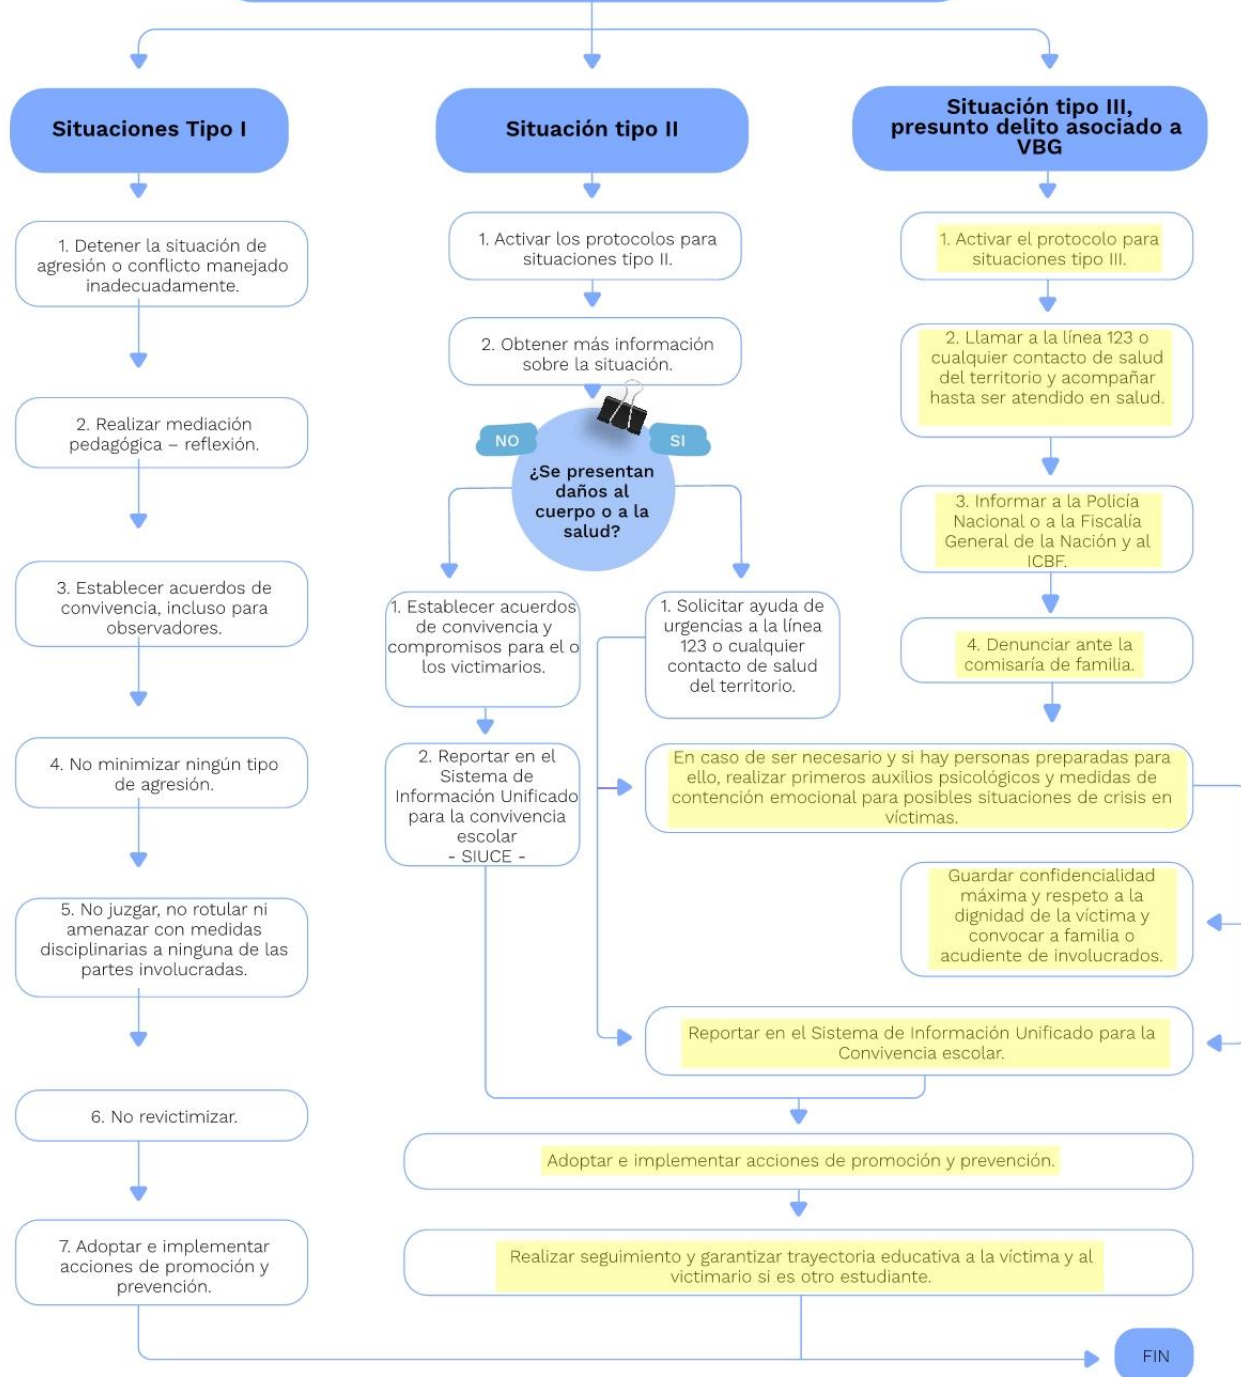 Situaciones Tipo I
1. Detener la situación de
agresión o conflicto manejado
inadecuadamente.
2. Realizar mediación
pedagógica – reflexión.
3. Establecer acuerdos de
convivencia, incluso para
observadores.
4. No minimizar ningún tipo
de agresión.
5. No juzgar, no rotular ni
amenazar con medidas
disciplinarias a ninguna de las
partes involucradas.
6. No revictimizar.
7. Adoptar e implementar
acciones de promoción y
prevención.
Situación tipo II
1. Activar los protocolos para
situaciones tipo II.
2. Obtener más información
sobre la situación.
NO
SI
¿Se presentan
daños al
cuerpo o a la
salud?
1. Establecer acuerdos
de convivencia y
compromisos para el o
los victimarios.
2. Reportar en el
Sistema de
Información Unificado
para la convivencia
escolar
- SIUCE -
1. Solicitar ayuda de
urgencias a la línea
123 o cualquier
contacto de salud
del territorio.
Situación tipo III,
presunto delito asociado a
VBG
1. Activar el protocolo para
situaciones tipo III.
2. Llamar a la línea 123 o
cualquier contacto de salud
del territorio y acompañar
hasta ser atendido en salud.
3. Informar a la Policía
Nacional o a la Fiscalía
General de la Nación y al
ICBF.
4. Denunciar ante la
comisaría de familia.
En caso de ser necesario y si hay personas preparadas para
ello, realizar primeros auxilios psicológicos y medidas de
contención emocional para posibles situaciones de crisis en
víctimas.
Guardar confidencialidad
máxima y respeto a la
dignidad de la víctima y
convocar a familia o
acudiente de involucrados.
Reportar en el Sistema de Información Unificado para la
Convivencia escolar.
Adoptar e implementar acciones de promoción y prevención.
Realizar seguimiento y garantizar trayectoria educativa a la víctima y al
victimario si es otro estudiante.
FIN